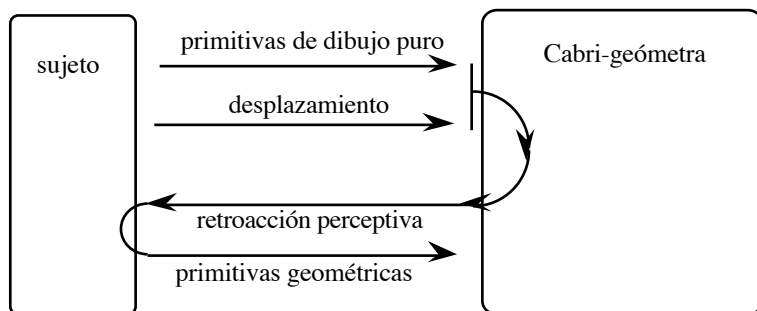 primitivas de dibujo puro
sujeto
Cabri-geómetra
desplazamiento
retroacción perceptiva
primitivas geométricas